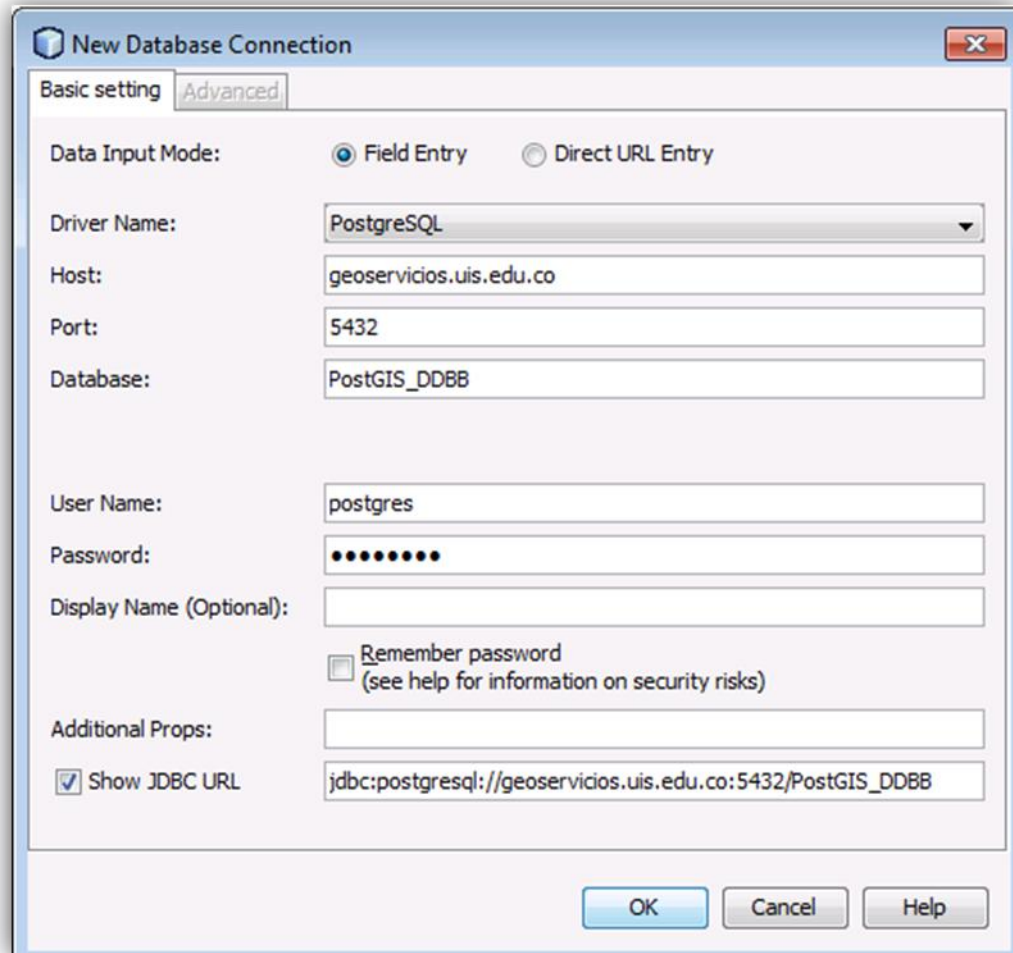 New Database Connection
Basic setting Advanced
Data Input Mode: Field Entry Direct URL Entry
Driver Name: PostgreSQL
Host: geoservicios.uis.edu.co
Port: 5432
Database: PostGIS_DDBB
User Name: postgres
Password: ••••••••
Display Name (Optional):
Remember password
(see help for information on security risks)
Additional Props:
Show JDBC URL jdbc:postgresql://geoservicios.uis.edu.co:5432/PostGIS_DDBB
OK Cancel Help